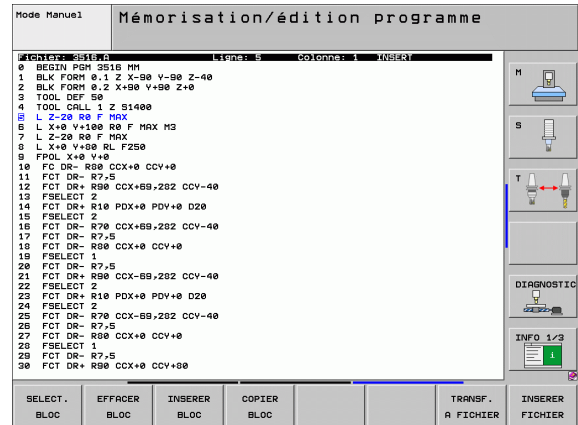 Mode Manuel
Mémorisation/édition programme
Fichier: 3516.A Ligne: 5 Colonne: 1 INSERT
0 BEGIN PGM 3516 MM
1 BLK FORM 0.1 Z X-90 Y-90 Z-40
2 BLK FORM 0.2 X+90 Y+90 Z+0
3 TOOL DEF 50
4 TOOL CALL 1 Z S1400
5 L Z-20 R0 F MAX
6 L X+0 Y+100 R0 F MAX M3
7 L Z-20 R0 F MAX
8 L X+0 Y+80 RL F250
9 FPOL X+0 Y+0
10 FC DR- R80 CCX+0 CCY+0
11 FCT DR- R7,5
12 FCT DR+ R90 CCX+69,282 CCY-40
13 FSELECT 2
14 FCT DR+ R10 PDX+0 PDY+0 D20
15 FSELECT 2
16 FCT DR- R70 CCX+69,282 CCY-40
17 FCT DR- R7,5
18 FCT DR- R80 CCX+0 CCY+0
19 FSELECT 1
20 FCT DR- R7,5
21 FCT DR+ R90 CCX-69,282 CCY-40
22 FSELECT 2
23 FCT DR+ R10 PDX+0 PDY+0 D20
24 FSELECT 2
25 FCT DR- R70 CCX-69,282 CCY-40
26 FCT DR- R7,5
27 FCT DR- R80 CCX+0 CCY+0
28 FSELECT 1
29 FCT DR- R7,5
30 FCT DR+ R90 CCX+0 CCY+80
M
S
T
DIAGNOSTIC
INFO 1/3
i
SELECT. BLOC
EFFACER BLOC
INSERER BLOC
COPIER BLOC
TRANSF. A FICHIER
INSERER FICHIER